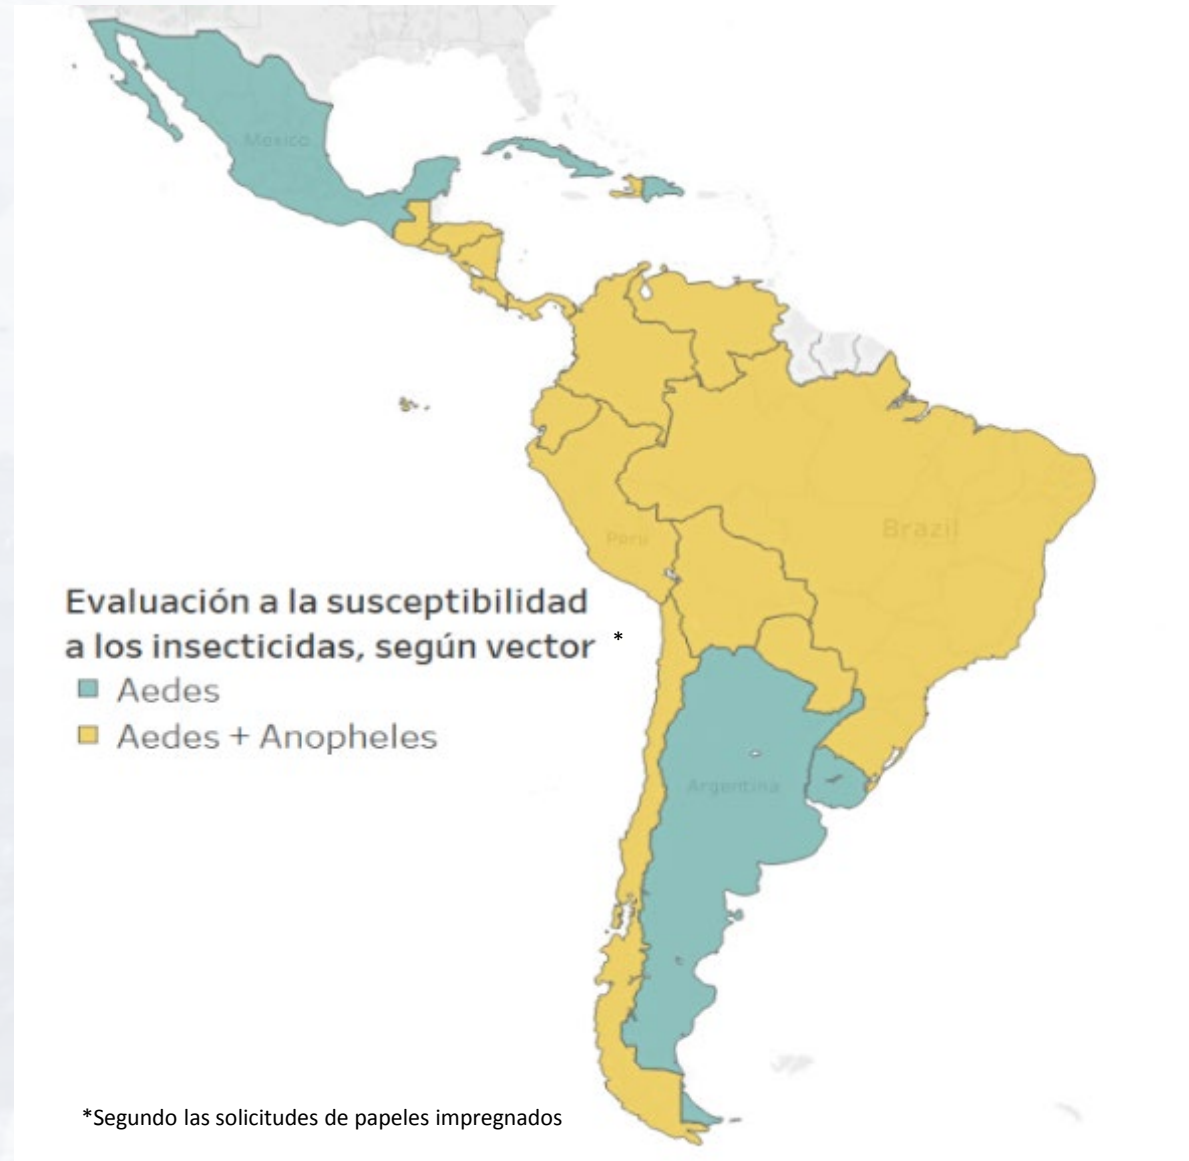 Mexico
Brazil
Peru
Evaluación a la susceptibilidad
a los insecticidas, según vector *
Aedes
Aedes + Anopheles
Argentina
*Segundo las solicitudes de papeles impregnados